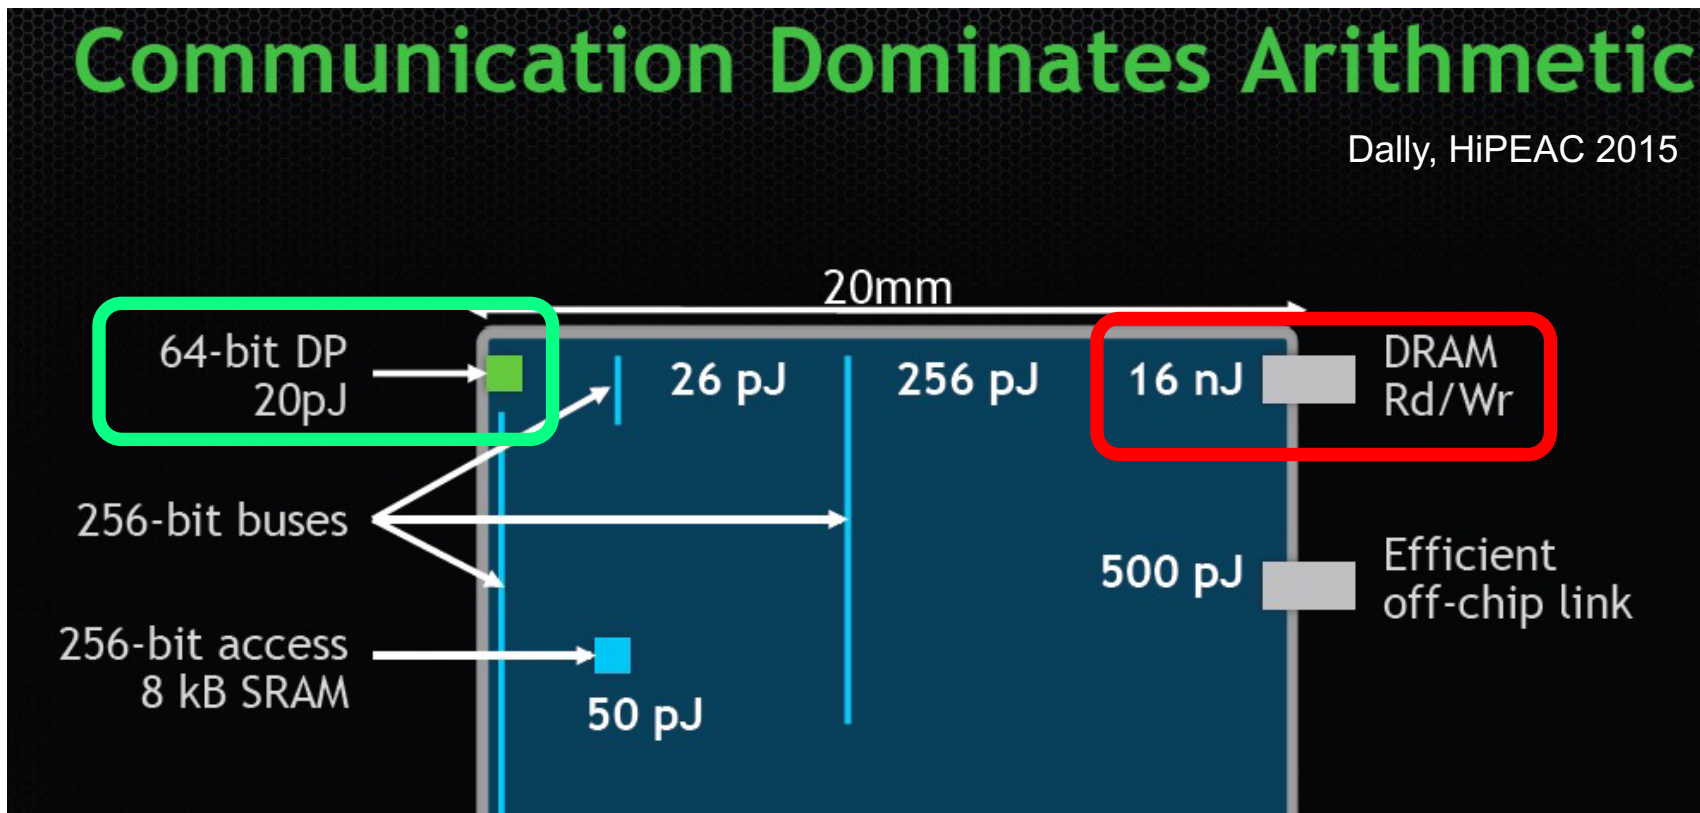 Communication Dominates Arithmetic
Dally, HiPEAC 2015
20mm
64-bit DP
20pJ
26 pJ
256 pJ
16 nJ
DRAM
Rd/Wr
256-bit buses
500 pJ
Efficient
off-chip link
256-bit access
8 kB SRAM
50 pJ